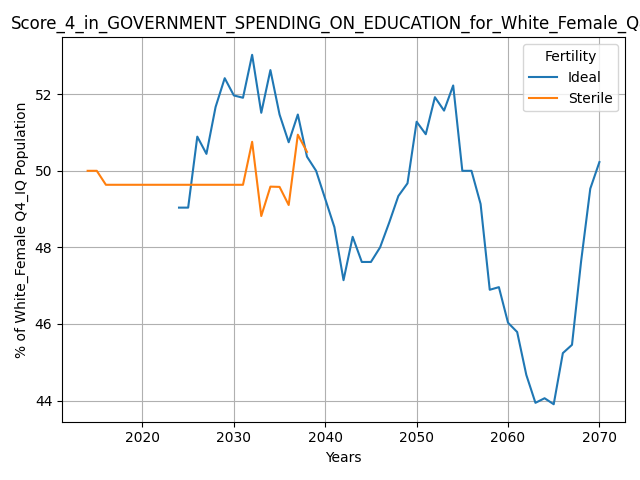 Score_4_in_GOVERNMENT_SPENDING_ON_EDUCATION_for_White_Female_Q
Fertility
Ideal
Sterile
% of White_Female Q4_IQ Population
52
50
48
46
44
2020 2030 2040 2050 2060 2070
Years